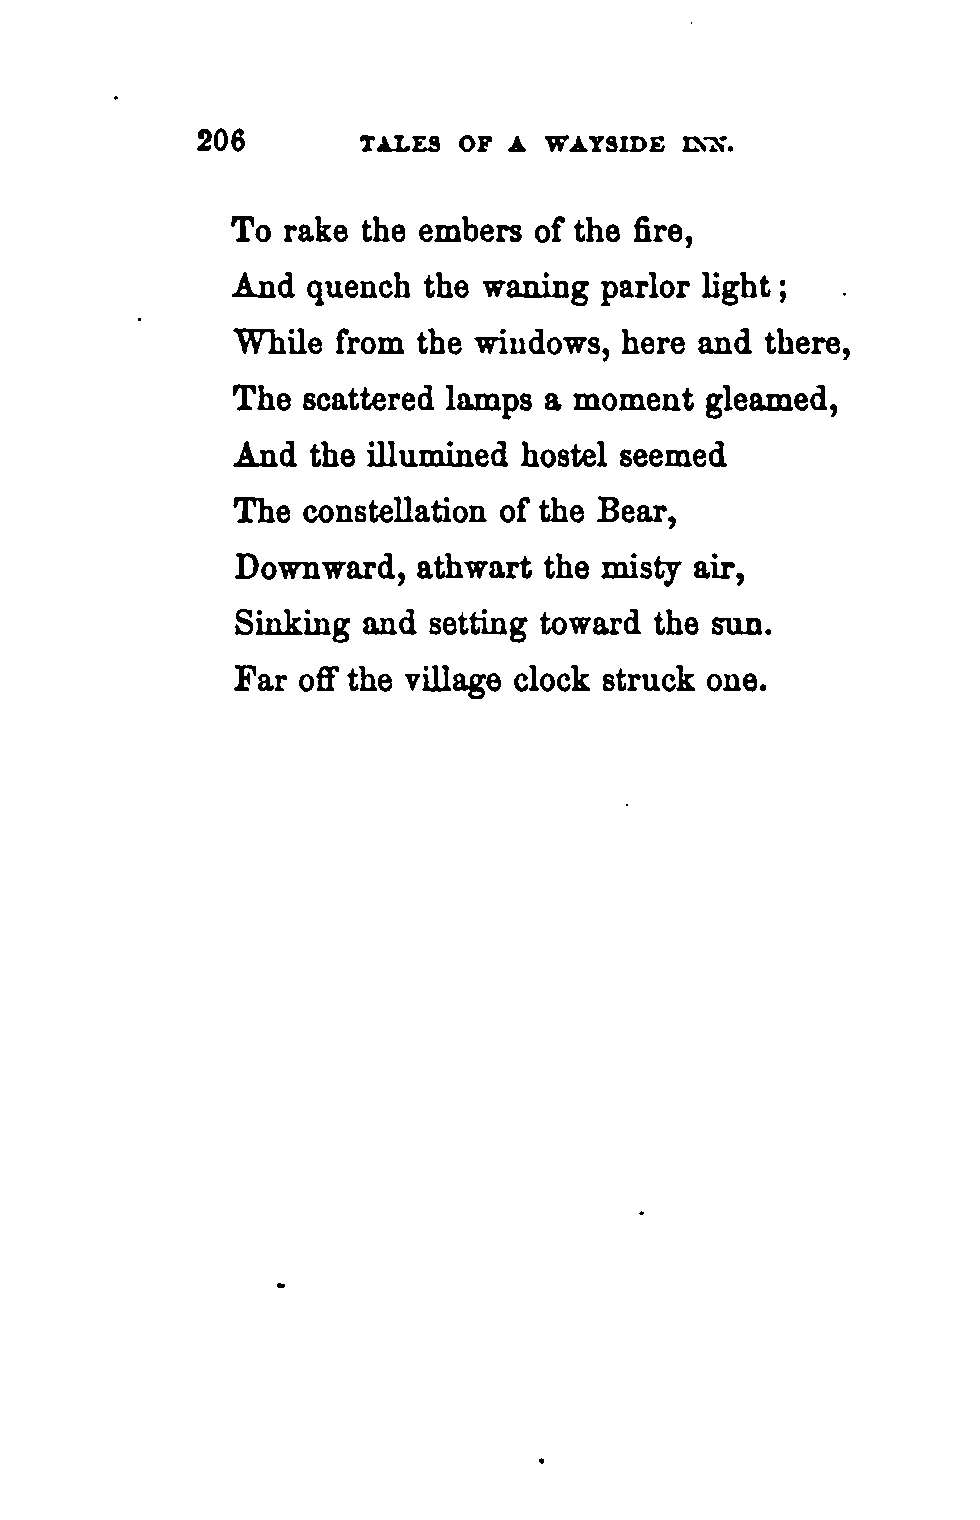 206 TALES OF A WAYSIDE INN.
To rake the embers of the fire,
And quench the waning parlor light;
While from the windows, here and there,
The scattered lamps a moment gleamed,
And the illumined hostel seemed
The constellation of the Bear,
Downward, athwart the misty air,
Sinking and setting toward the sun.
Far off the village clock struck one.